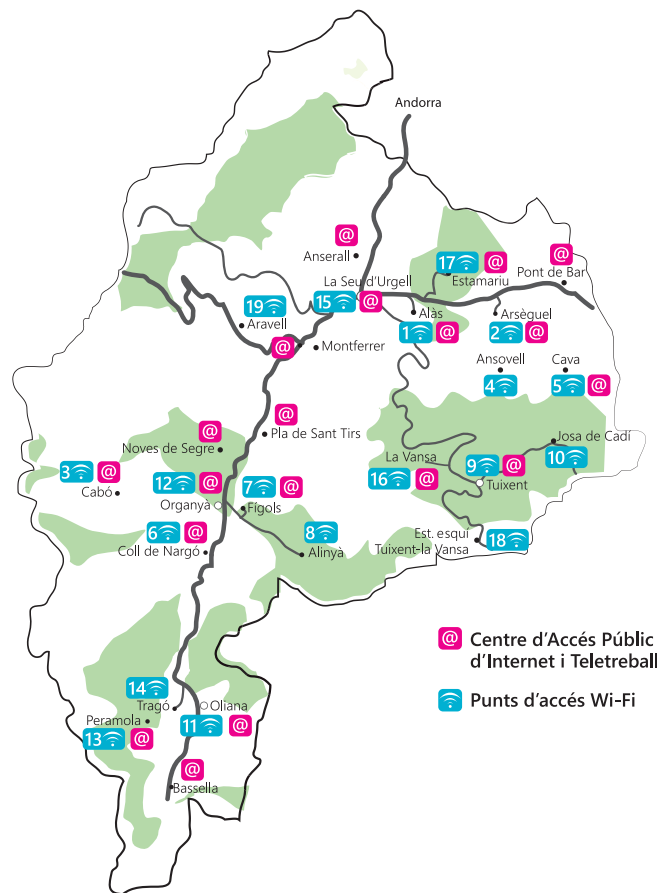 Andorra
@
Anserall
17 @
Estamariu
@
Pont de Bar
La Seu d'Urgell
15 @
19
Aravell
Alàs
1 @
Arsèguel
2 @
@
Montferrer
Ansovell
4
Cava
5 @
@
Pla de Sant Tirs
@
Noves de Segre
Josa de Cadí
10
La Vansa
16 @
9 @
Tuixent
3 @
Cabó
12 @
Organyà
7 @
Fígols
6 @
Coll de Nargó
8
Alinyà
Est. esquí
Tuixent-la Vansa
18
@ Centre d'Accés Públic
d'Internet i Teletreball
Punts d'accés Wi-Fi
14
Tragó
Oliana
11 @
Peramola
13 @
@
Bassella